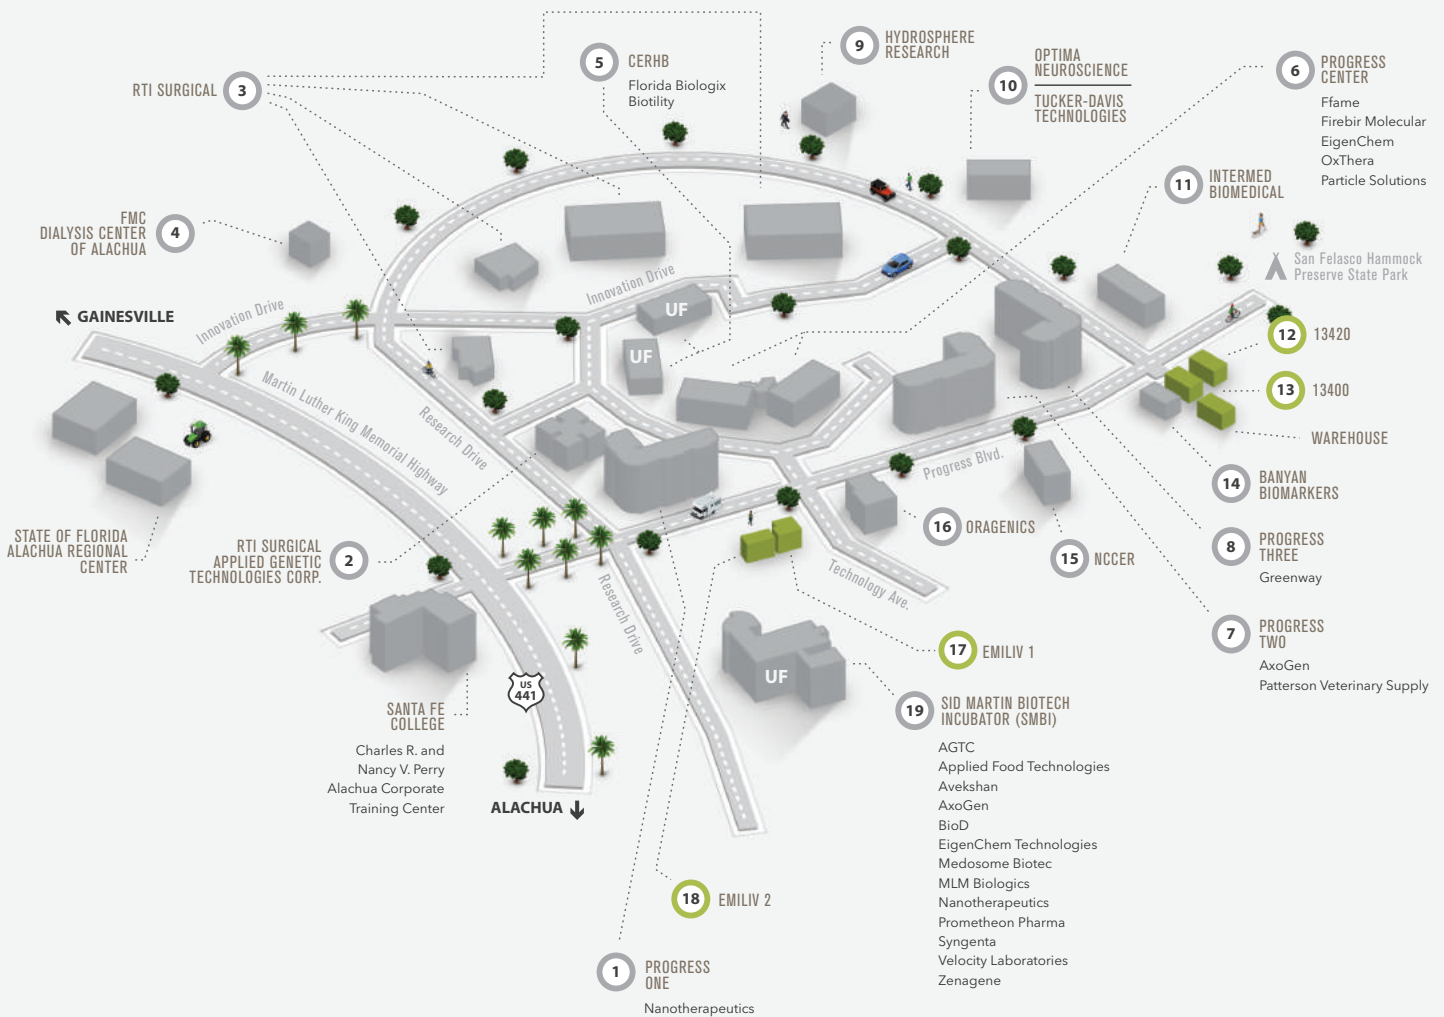 3
RTI SURGICAL
5
CERHB
Florida Biologix
Biotility
9
HYDROSPHERE
RESEARCH
10
OPTIMA
NEUROSCIENCE
TUCKER-DAVIS
TECHNOLOGIES
6
PROGRESS
CENTER
Ffame
Firebir Molecular
EigenChem
OxThera
Particle Solutions
11
INTERMED
BIOMEDICAL
FMC
DIALYSIS CENTER
OF ALACHUA
4
San Felasco Hammock
Preserve State Park
GAINESVILLE
Innovation Drive
Innovation Drive
UF
UF
12
13420
13
13400
WAREHOUSE
Martin Luther King Memorial Highway
Research Drive
Progress Blvd.
14
BANYAN
BIOMARKERS
STATE OF FLORIDA
ALACHUA REGIONAL
CENTER
RTI SURGICAL
APPLIED GENETIC
TECHNOLOGIES CORP.
2
16
ORAGENICS
15
NCCER
8
PROGRESS
THREE
Greenway
Research Drive
Technology Ave.
7
PROGRESS
TWO
AxoGen
Patterson Veterinary Supply
17
EMILIV 1
UF
US
441
SANTA FE
COLLEGE
Charles R. and
Nancy V. Perry
Alachua Corporate
Training Center
ALACHUA
19
SID MARTIN BIOTECH
INCUBATOR (SMBI)
AGTC
Applied Food Technologies
Avekshan
AxoGen
BioD
EigenChem Technologies
Medosome Biotec
MLM Biologics
Nanotherapeutics
Prometheon Pharma
Syngenta
Velocity Laboratories
Zenagene
18
EMILIV 2
1
PROGRESS
ONE
Nanotherapeutics